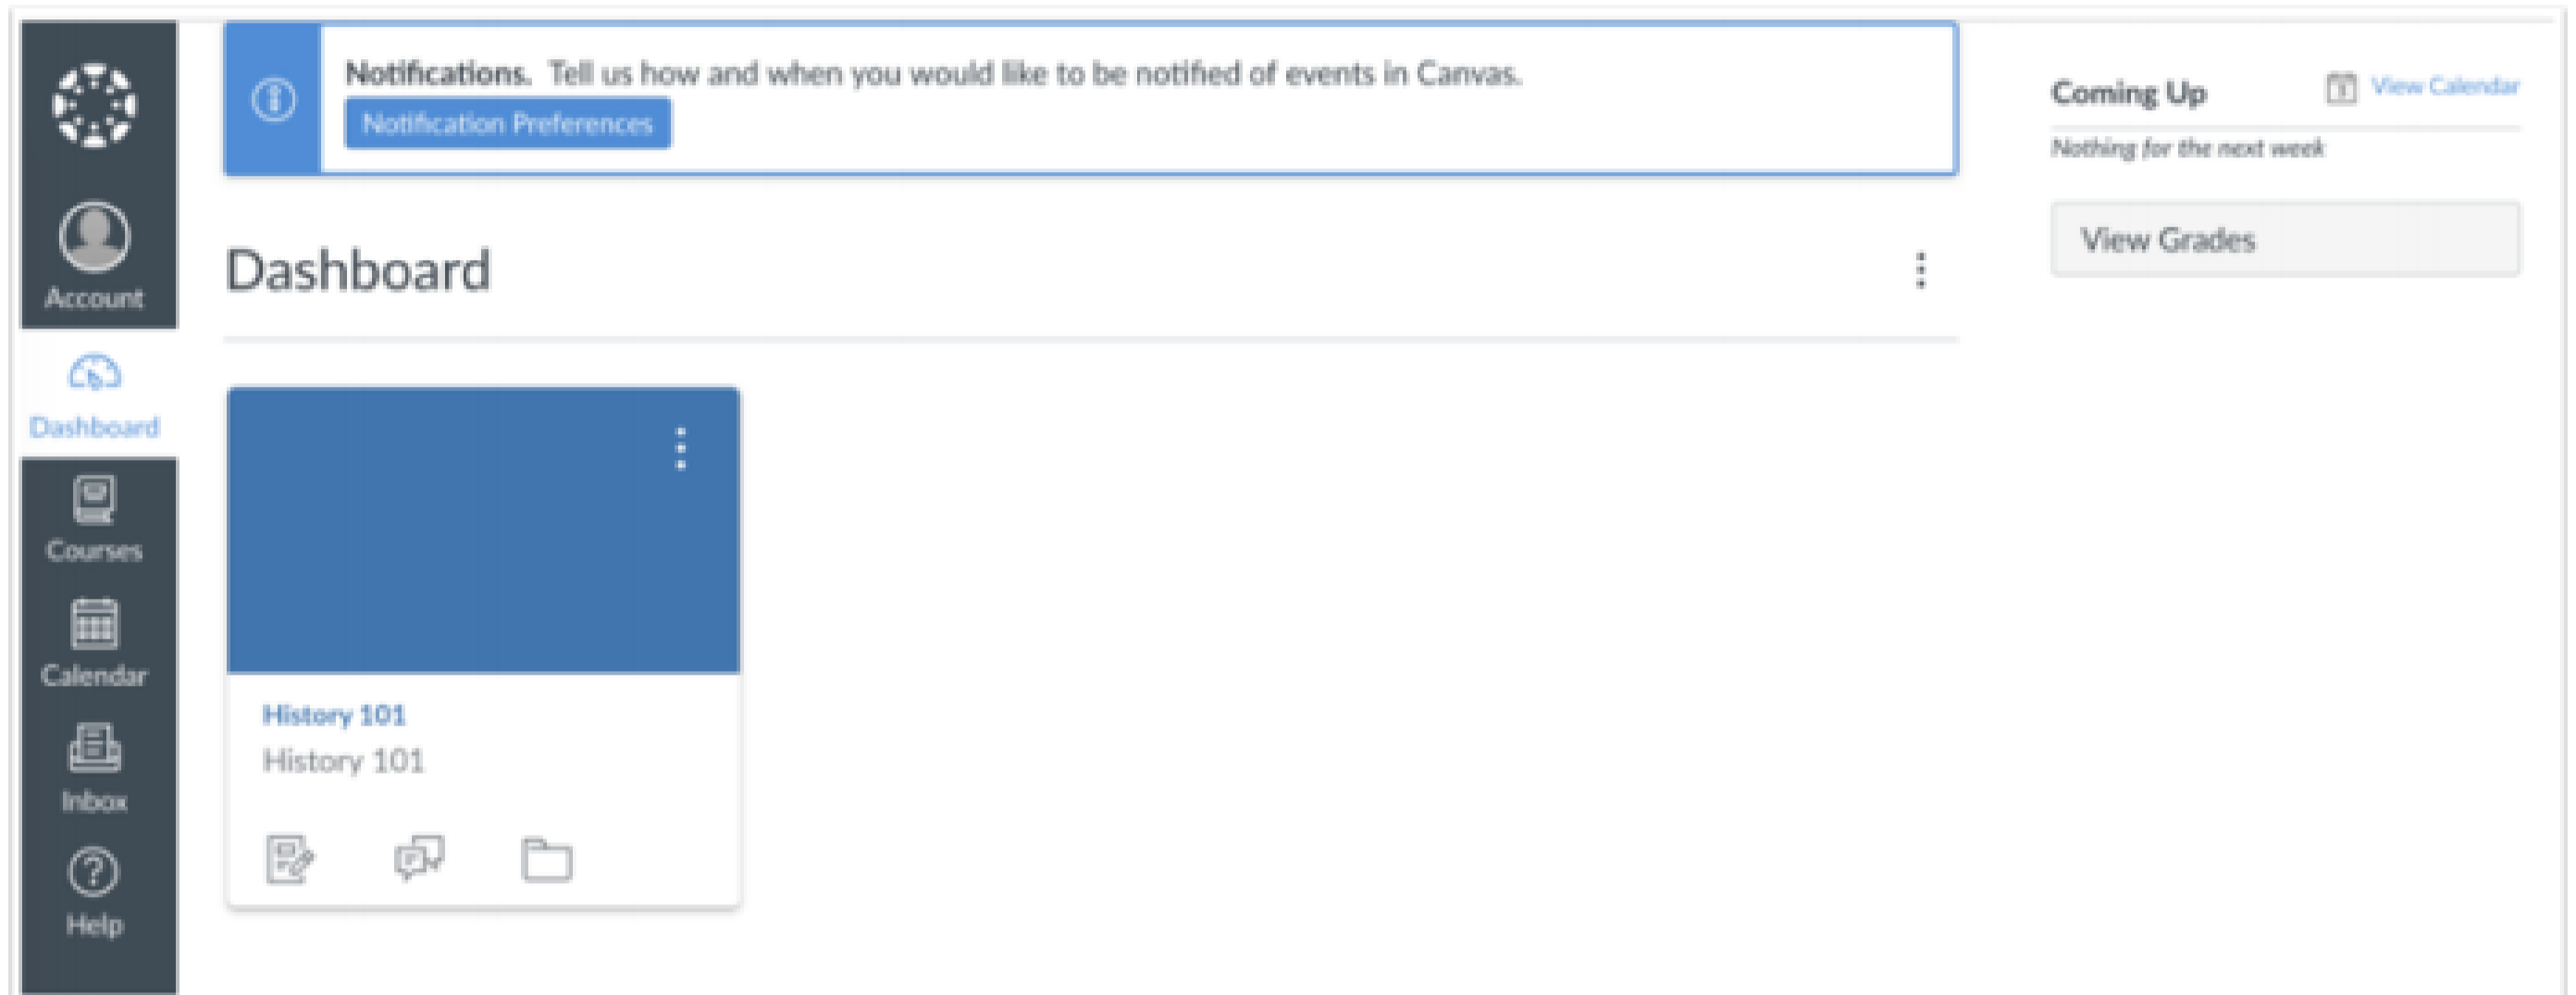 Account
Dashboard
Courses
Calendar
Inbox
Help
Notifications. Tell us how and when you would like to be notified of events in Canvas.
Notification Preferences
Dashboard
History 101
History 101
Coming Up
View Calendar
Nothing for the next week
View Grades